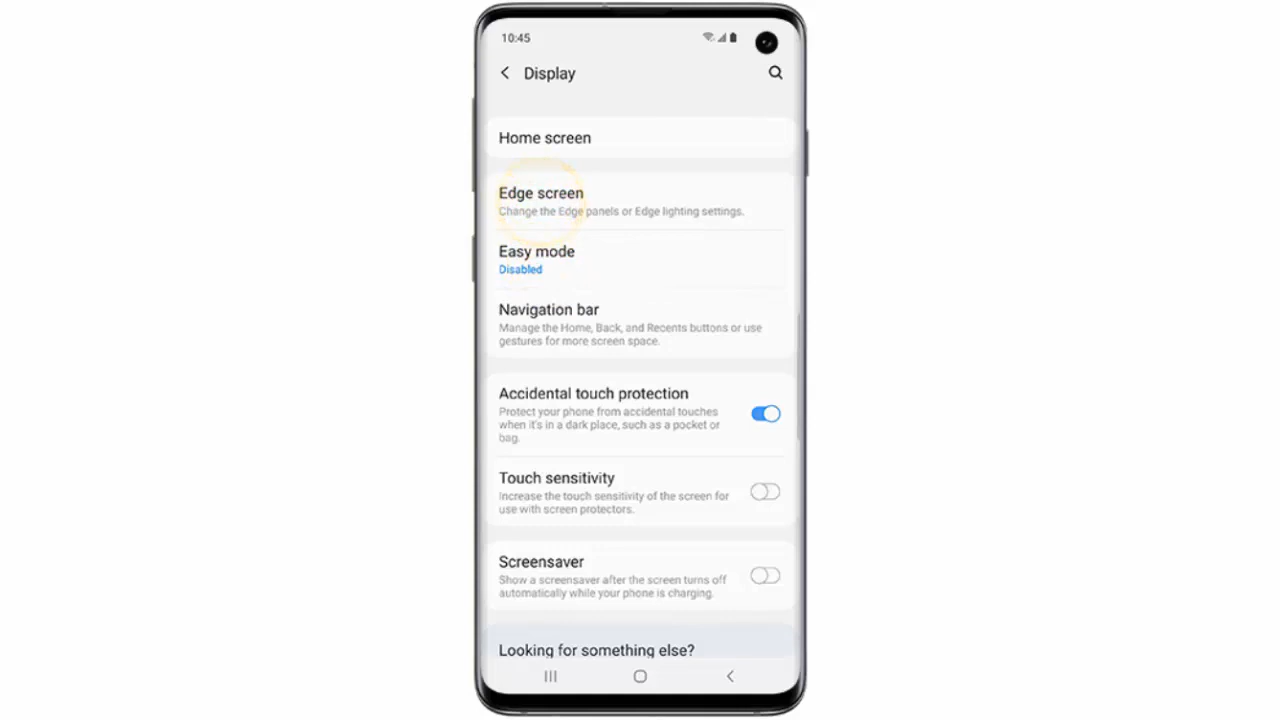 10:45
Display
Home screen
Edge screen
Change the Edge panels or Edge lighting settings.
Easy mode
Disabled
Navigation bar
Manage the Home, Back, and Recents buttons or use
gestures for more screen space.
Accidental touch protection
Protect your phone from accidental touches
when it's in a dark place, such as a pocket or
bag.
Touch sensitivity
Increase the touch sensitivity of the screen for
use with screen protectors.
Screensaver
Show a screensaver after the screen turns off
automatically while your phone is charging.
Looking for something else?